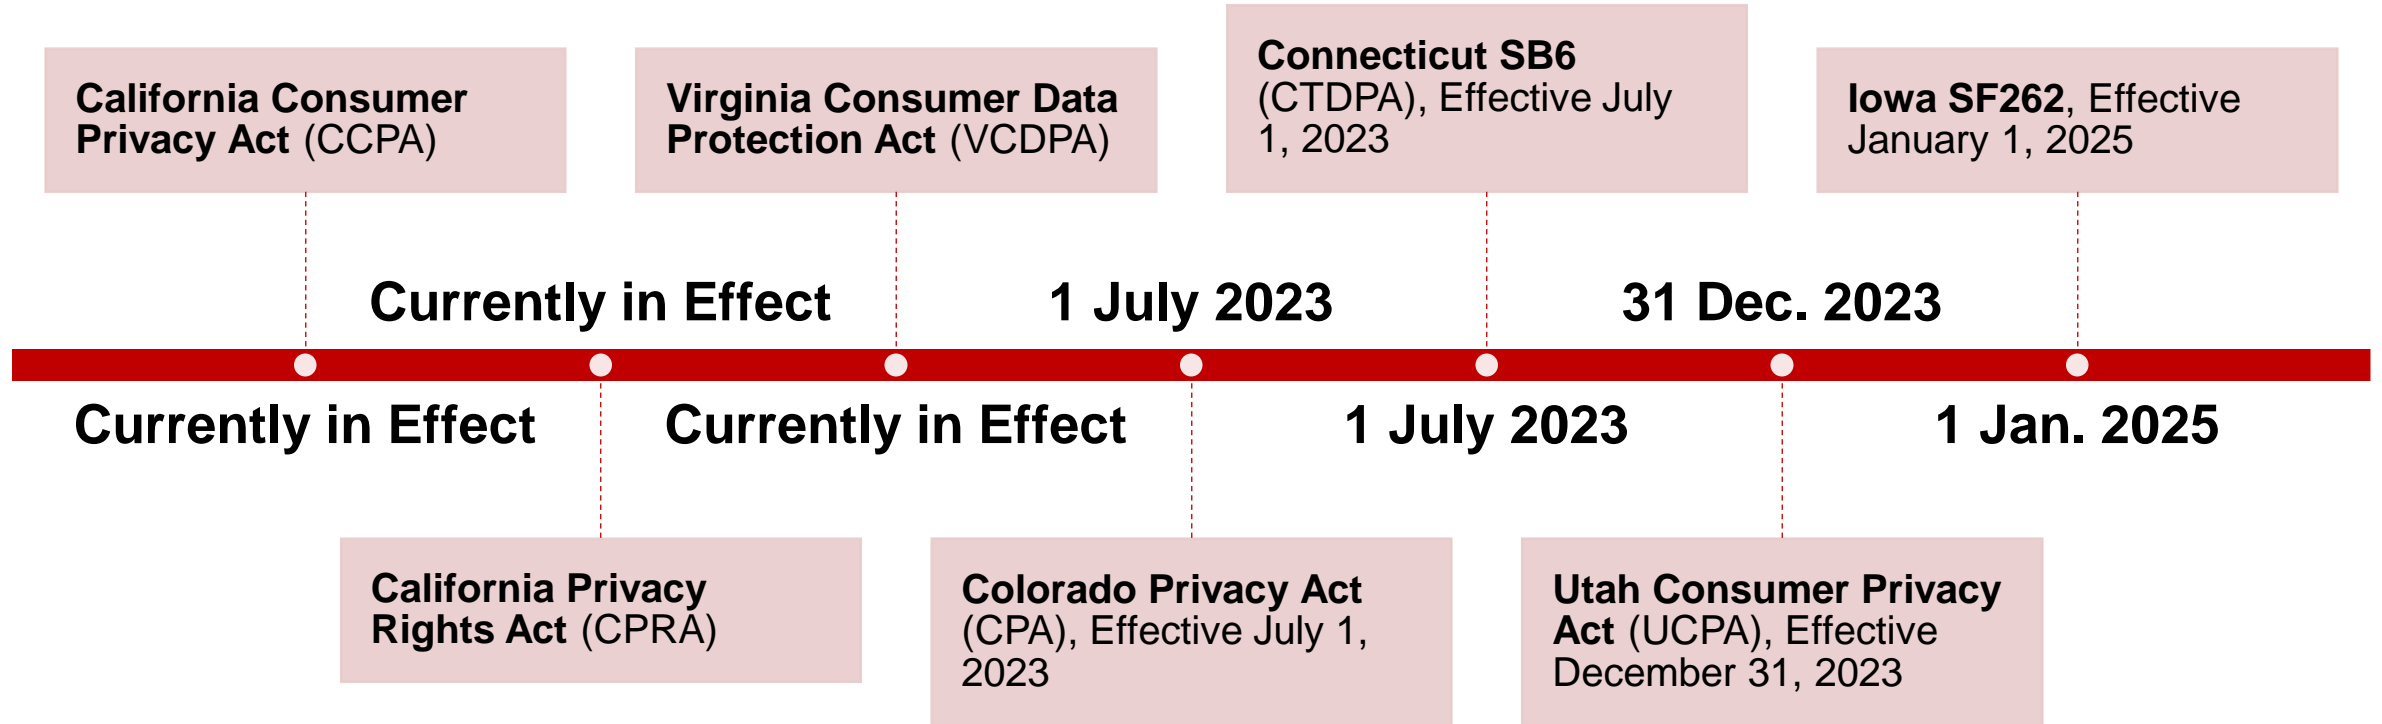 California Consumer
Privacy Act (CCPA)
Virginia Consumer Data
Protection Act (VCDPA)
Connecticut SB6
(CTDPA), Effective July
1, 2023
Iowa SF262, Effective
January 1, 2025
Currently in Effect
1 July 2023
31 Dec. 2023
Currently in Effect
Currently in Effect
1 July 2023
1 Jan. 2025
California Privacy
Rights Act (CPRA)
Colorado Privacy Act
(CPA), Effective July 1,
2023
Utah Consumer Privacy
Act (UCPA), Effective
December 31, 2023